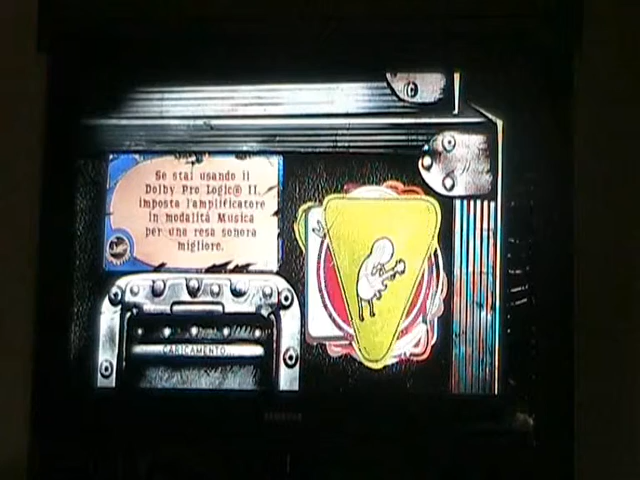 Se stai usando il
Dolby Pro Logic® II,
imposta l'amplificatore
in modalità Musica
per una resa sonora
migliore.
CARICAMENTO...